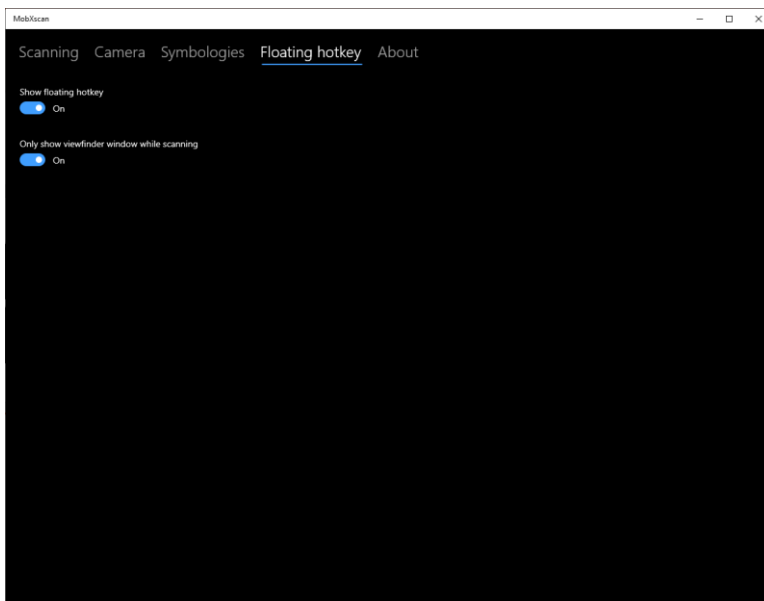 MobXscan
Scanning Camera Symbologies Floating hotkey About
Show floating hotkey
On
Only show viewfinder window while scanning
On